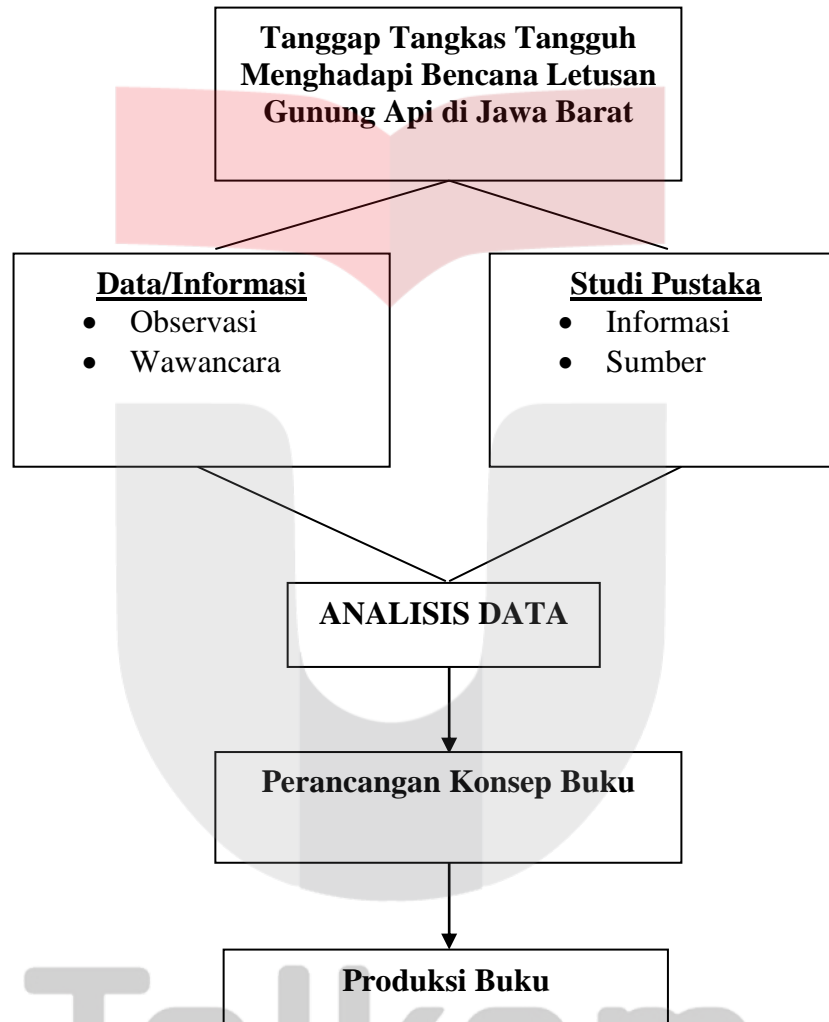 Tanggap Tangkas Tangguh
Menghadapi Bencana Letusan
Gunung Api di Jawa Barat
Data/Informasi
• Observasi
• Wawancara
Studi Pustaka
• Informasi
• Sumber
ANALISIS DATA
Perancangan Konsep Buku
Produksi Buku